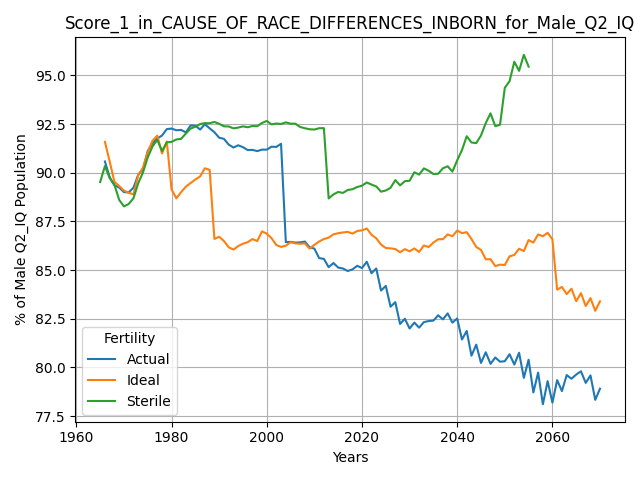 Score_1_in_CAUSE_OF_RACE_DIFFERENCES_INBORN_for_Male_Q2_IQ
% of Male Q2_IQ Population
95.0
92.5
90.0
87.5
85.0
82.5
80.0
77.5
Fertility
Actual
Ideal
Sterile
1960
1980
2000
2020
2040
2060
Years